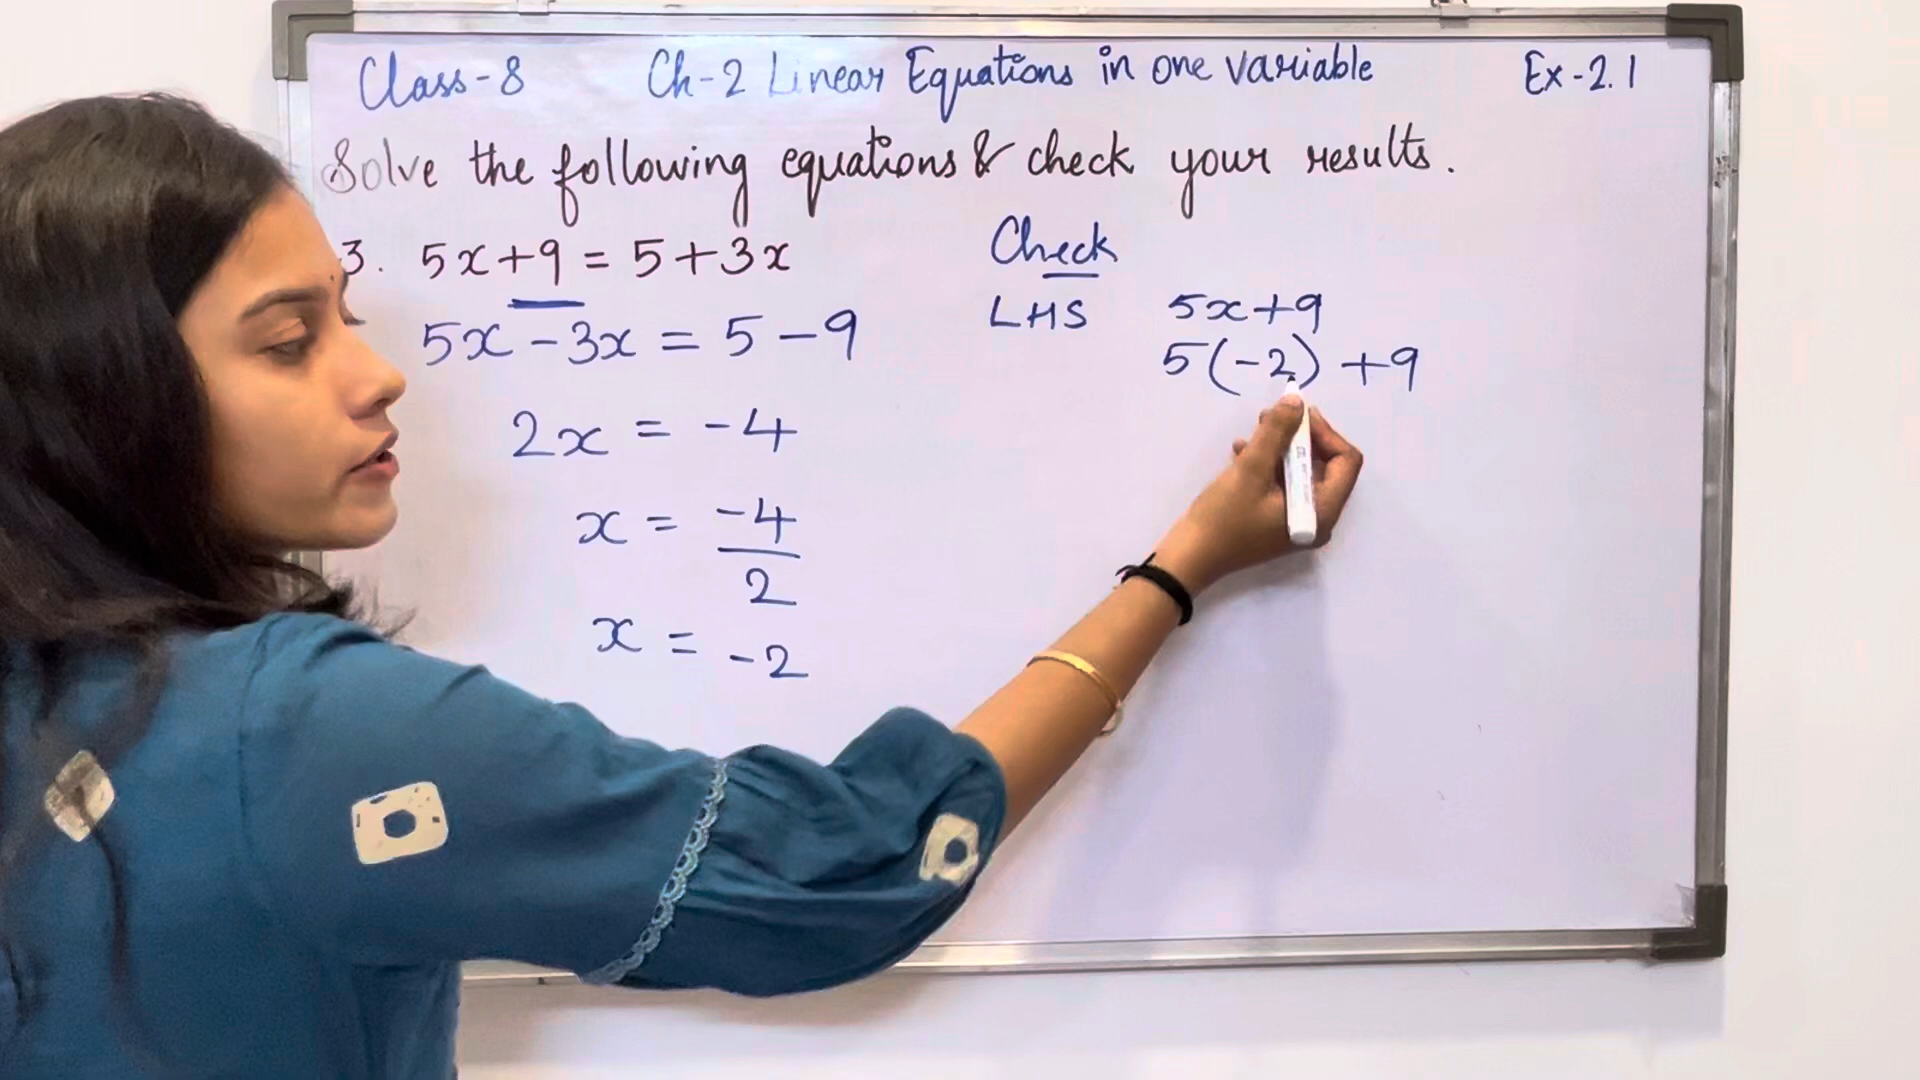 Class-8 Ch-2 Linear Equations in one variable Ex-2.1
Solve the following equations & check your results.
3. 5x+9 = 5+3x
5x - 3x = 5 - 9
2x = -4
x = -4/2
x = -2
Check
LHS 5x+9
5(-2) +9